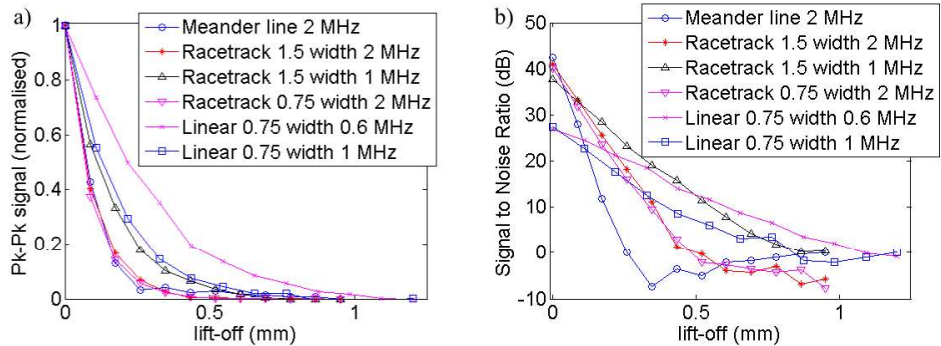 a)
Pk-Pk signal (normalised)
1
0.8
0.6
0.4
0.2
0
0
0.5
1
lift-off (mm)
Meander line 2 MHz
Racetrack 1.5 width 2 MHz
Racetrack 1.5 width 1 MHz
Racetrack 0.75 width 2 MHz
Linear 0.75 width 0.6 MHz
Linear 0.75 width 1 MHz
b)
Signal to Noise Ratio (dB)
50
40
30
20
10
0
-10
0
0.5
1
lift-off (mm)
Meander line 2 MHz
Racetrack 1.5 width 2 MHz
Racetrack 1.5 width 1 MHz
Racetrack 0.75 width 2 MHz
Linear 0.75 width 0.6 MHz
Linear 0.75 width 1 MHz